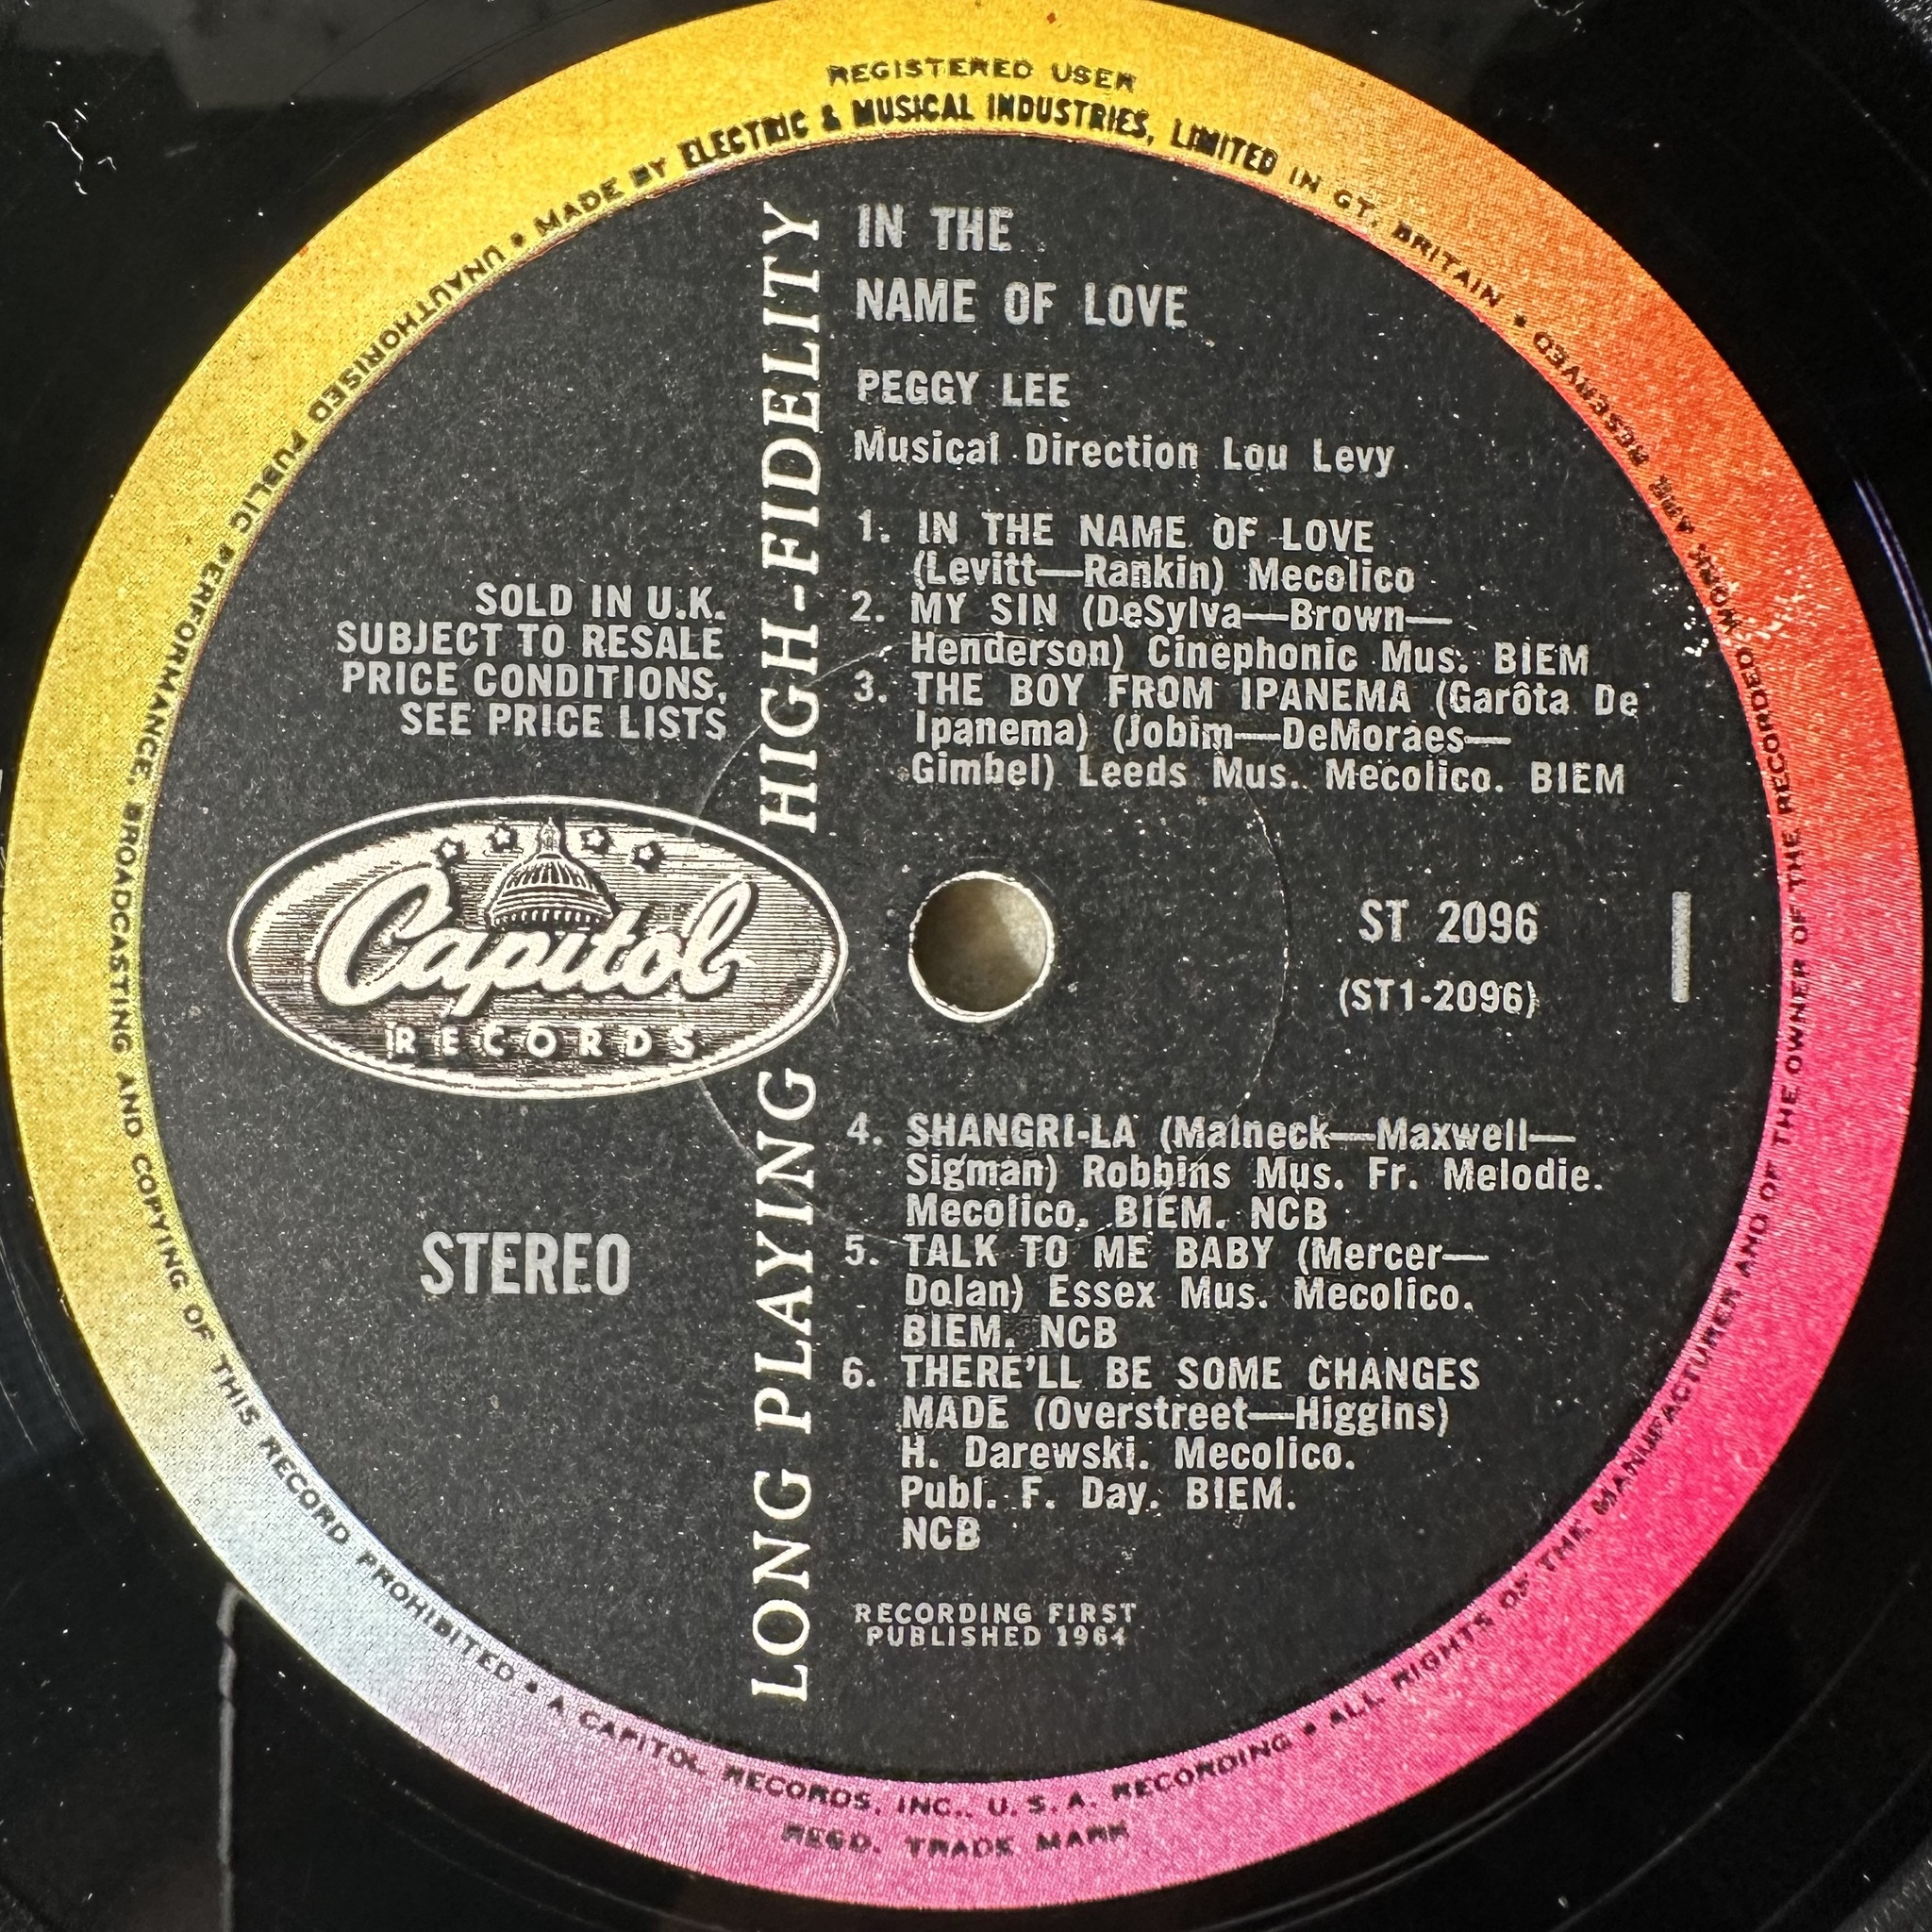 REGISTERED USER
MADE BY ELECTRIC & MUSICAL INDUSTRIES, LIMITED IN GT. BRITAIN •
IN THE
NAME OF LOVE
PEGGY LEE
Musical Direction Lou Levy
1. IN THE NAME OF LOVE
(Levitt—Rankin) Mecolico
2. MY SIN (DeSylva—Brown—
Henderson) Cinephonic Mus. BIEM
3. THE BOY FROM IPANEMA (Garôta De
Ipanema) (Jobim—DeMoraes—
Gimbel) Leeds Mus. Mecolico. BIEM
HIGH-FIDELITY
SOLD IN U.K.
SUBJECT TO RESALE
PRICE CONDITIONS,
SEE PRICE LISTS
Capitol
RECORDS
ST 2096
(ST1-2096)
1
STEREO
LONG PLAYING
4. SHANGRI-LA (Malneck—Maxwell—
Sigman) Robbins Mus. Fr. Melodie.
Mecolico. BIEM. NCB
5. TALK TO ME BABY (Mercer—
Dolan) Essex Mus. Mecolico.
BIEM. NCB
6. THERE'LL BE SOME CHANGES
MADE (Overstreet—Higgins)
H. Darewski. Mecolico.
Publ. F. Day. BIEM.
NCB
RECORDING FIRST
PUBLISHED 1964
UNAUTHORISED PUBLIC PERFORMANCE, BROADCASTING AND COPYING OF THIS RECORD PROHIBITED • A CAPITOL RECORDS, INC., U.S.A. RECORDING • ALL RIGHTS OF THE MANUFACTURER AND OF THE OWNER OF THE RECORDED WORK ARE RESERVED •
REGD. TRADE MARK